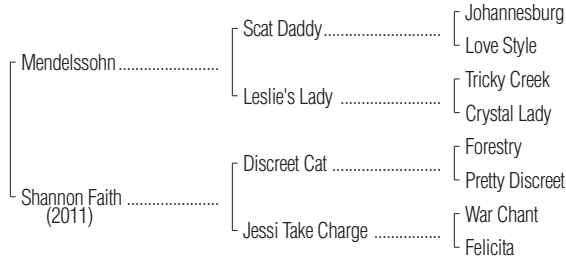 Johannesburg
Scat Daddy
Love Style
Mendelssohn
Tricky Creek
Leslie's Lady
Crystal Lady
Forestry
Discreet Cat
Pretty Discreet
Shannon Faith
(2011)
War Chant
Jessi Take Charge
Felicita